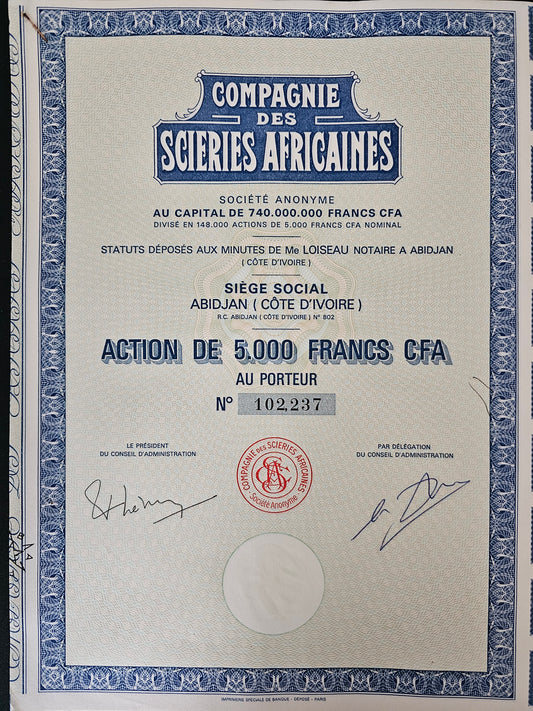 COMPAGNIE
DES
SCIERIES AFRICAINES
SOCIÉTÉ ANONYME
AU CAPITAL DE 740.000.000 FRANCS CFA
DIVISÉ EN 148.000 ACTIONS DE 5.000 FRANCS CFA NOMINAL
STATUTS DÉPOSÉS AUX MINUTES DE Me LOISEAU NOTAIRE A ABIDJAN
( CÔTE D'IVOIRE )
SIÈGE SOCIAL
ABIDJAN ( CÔTE D'IVOIRE )
R.C. ABIDJAN ( CÔTE D'IVOIRE ) N° 802
ACTION DE 5.000 FRANCS CFA
AU PORTEUR
N° 102,237
LE PRÉSIDENT
DU CONSEIL D'ADMINISTRATION
PAR DÉLÉGATION
DU CONSEIL D'ADMINISTRATION
COMPAGNIE DES SCIERIES AFRICAINES
Société Anonyme
IMPRIMERIE SPÉCIALE DE BANQUE - DÉPOSÉ - PARIS